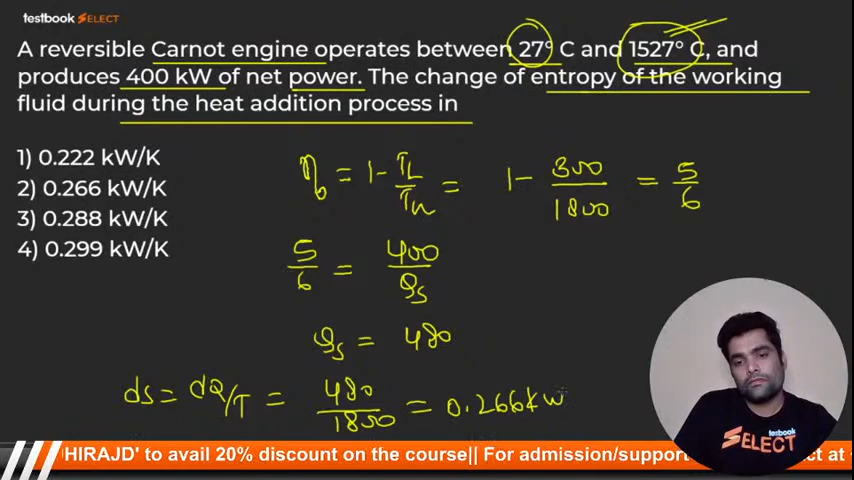 testbook SELECT
A reversible Carnot engine operates between 27° C and 1527° C, and
produces 400 kW of net power. The change of entropy of the working
fluid during the heat addition process in
1) 0.222 kW/K
2) 0.266 kW/K
3) 0.288 kW/K
4) 0.299 kW/K
η = 1 - TL/TH = 1 - 300/1800 = 5/6
5/6 = 400/Qs
Qs = 480
ds = dQ/T = 480/1800 = 0.266 kW
testbook
SELECT
HIRAJD' to avail 20% discount on the course|| For admission/support